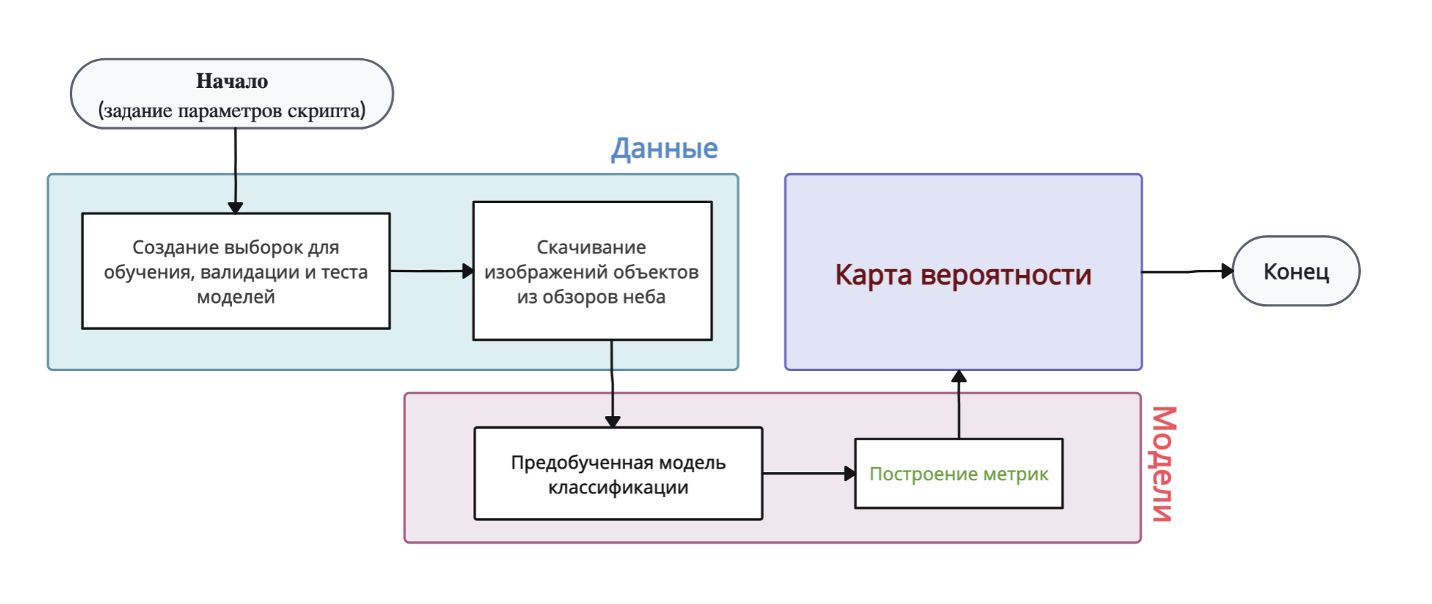 Начало
(задание параметров скрипта)
Данные
Создание выборок для
обучения, валидации и теста
моделей
Скачивание
изображений объектов
из обзоров неба
Карта вероятности
Конец
Предобученная модель
классификации
Построение метрик
Модели